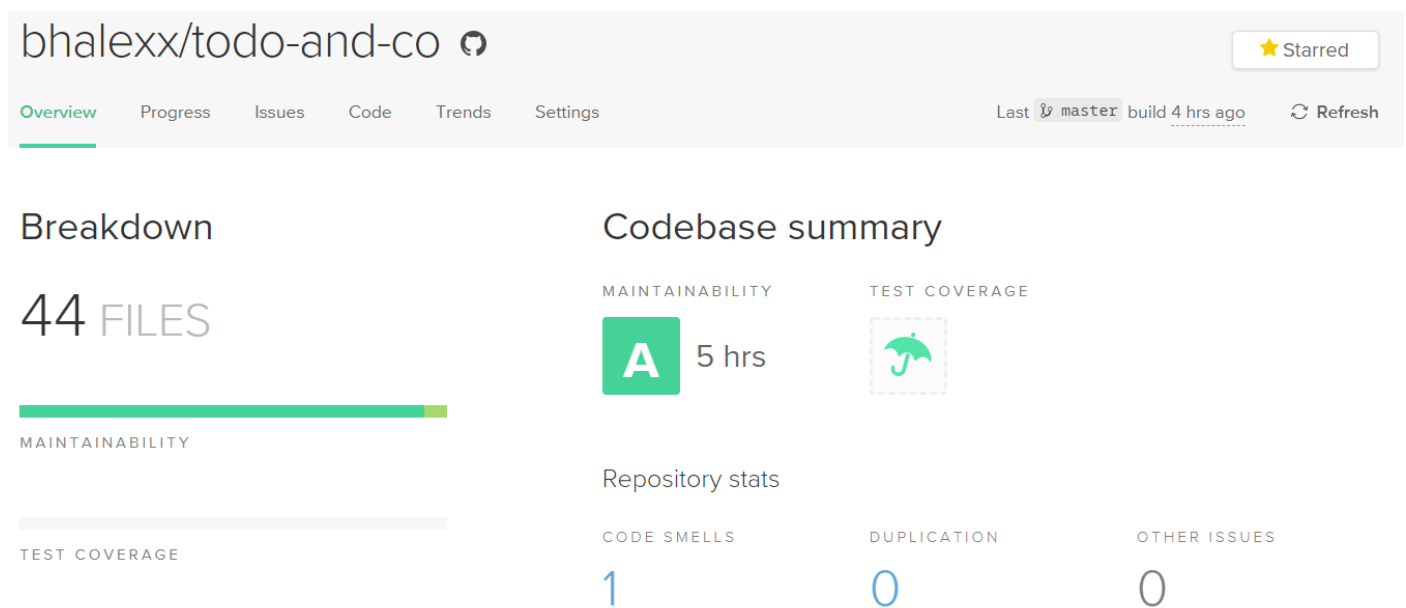 bhalexx/todo-and-co
Starred
Overview Progress Issues Code Trends Settings Last master build 4 hrs ago Refresh
Breakdown
44 FILES
MAINTAINABILITY
TEST COVERAGE
Codebase summary
MAINTAINABILITY TEST COVERAGE
A 5 hrs
Repository stats
CODE SMELLS DUPLICATION OTHER ISSUES
1 0 0